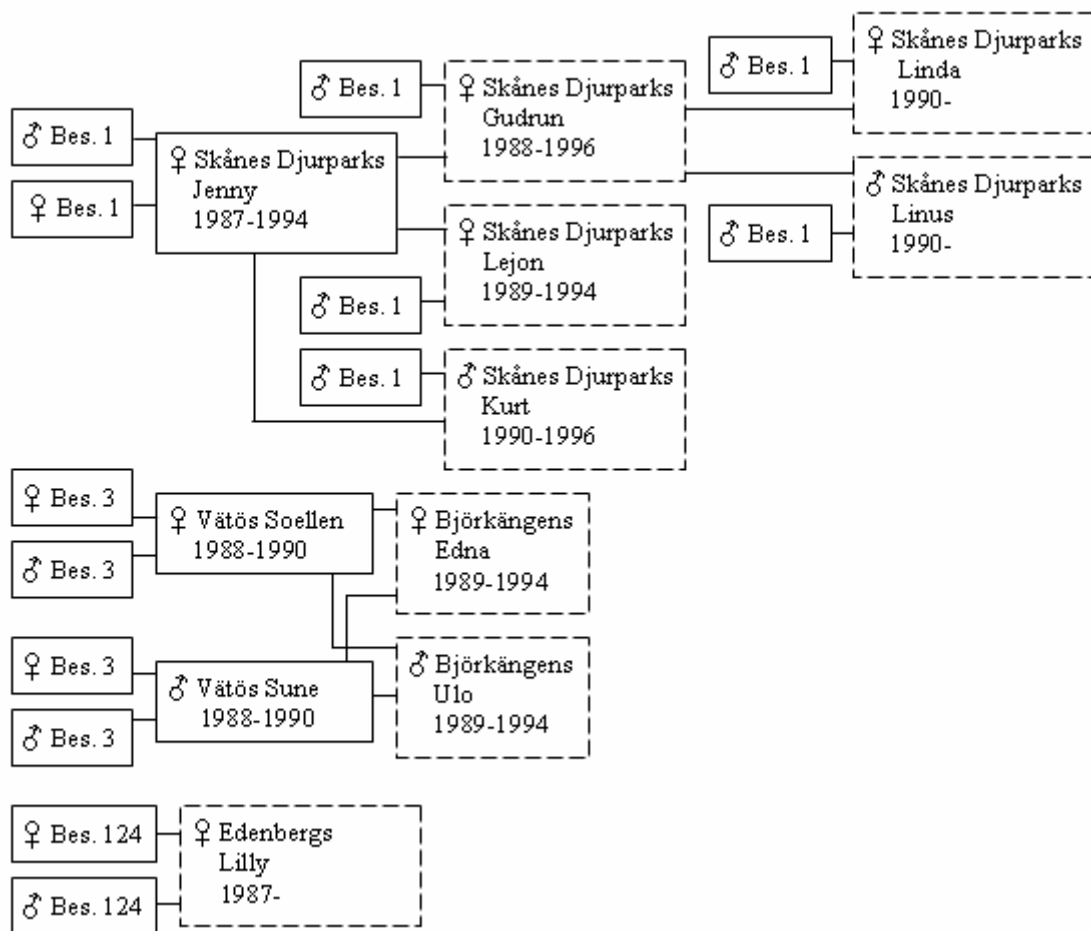 ♂ Bes. 1
♀ Bes. 1
♀ Skånes Djurparks
Jenny
1987-1994
♂ Bes. 1
♀ Skånes Djurparks
Gudrun
1988-1996
♂ Bes. 1
♀ Skånes Djurparks
Linda
1990-
♂ Bes. 1
♂ Skånes Djurparks
Linus
1990-
♀ Skånes Djurparks
Lejon
1989-1994
♂ Bes. 1
♂ Bes. 1
♂ Skånes Djurparks
Kurt
1990-1996
♀ Bes. 3
♂ Bes. 3
♀ Vätös Soellen
1988-1990
♀ Björkängens
Edna
1989-1994
♀ Bes. 3
♂ Bes. 3
♂ Vätös Sune
1988-1990
♂ Björkängens
Ulo
1989-1994
♀ Bes. 124
♂ Bes. 124
♀ Edenbergs
Lilly
1987-